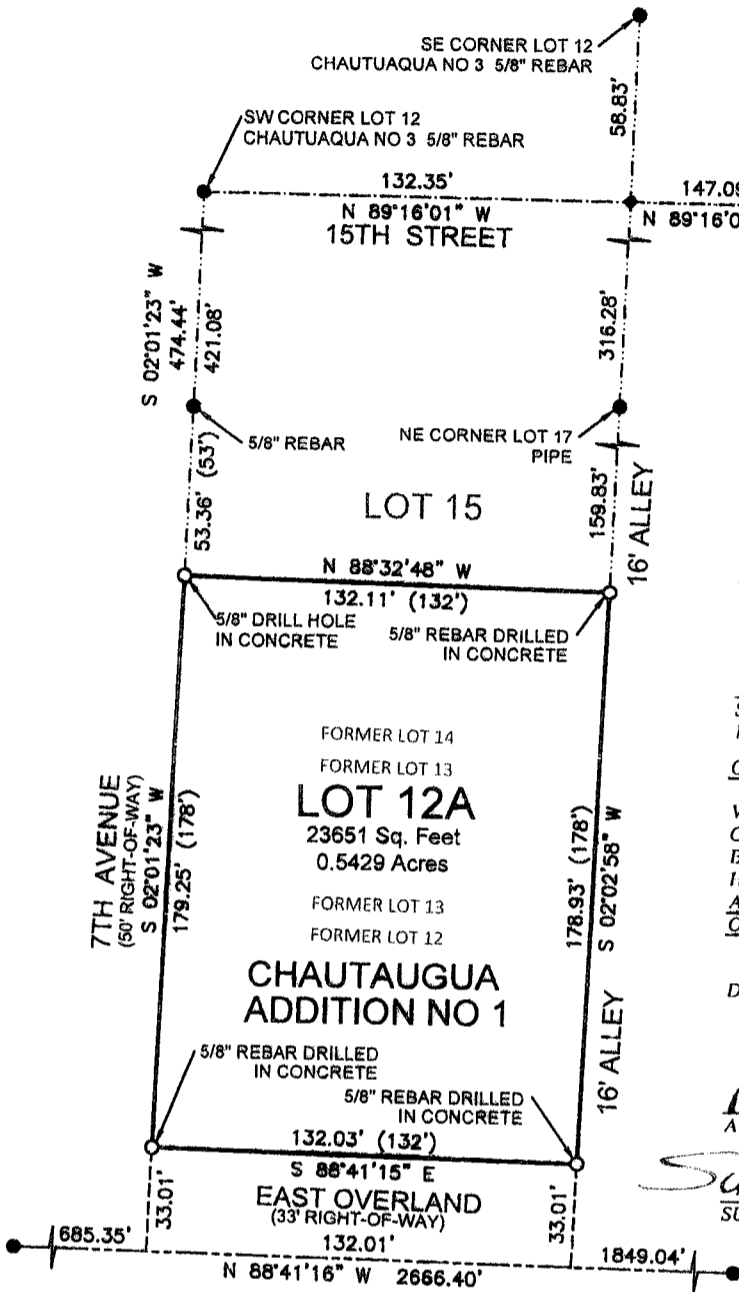 SE CORNER LOT 12
CHAUTUAQUA NO 3 5/8" REBAR
58.83'
SW CORNER LOT 12
CHAUTUAQUA NO 3 5/8" REBAR
132.35'
N 89°16'01" W
15TH STREET
147.09
N 89°16'0
S 02°01'23" W
474.44'
421.08'
316.28'
5/8" REBAR
NE CORNER LOT 17
PIPE
53.36' (53')
LOT 15
159.83'
16' ALLEY
N 88°32'48" W
132.11' (132')
5/8" DRILL HOLE
IN CONCRETE
5/8" REBAR DRILLED
IN CONCRETE
FORMER LOT 14
FORMER LOT 13
LOT 12A
23651 Sq. Feet
0.5429 Acres
FORMER LOT 13
FORMER LOT 12
CHAUTAUGUA
ADDITION NO 1
7TH AVENUE
(50' RIGHT-OF-WAY)
S 02°01'23" W
179.25' (178')
178.93' (178')
S 02°02'58" W
16' ALLEY
5/8" REBAR DRILLED
IN CONCRETE
5/8" REBAR DRILLED
IN CONCRETE
132.03' (132')
S 88°41'15" E
EAST OVERLAND
(33' RIGHT-OF-WAY)
33.01'
33.01'
685.35'
132.01'
1849.04'
N 88°41'16" W 2666.40'